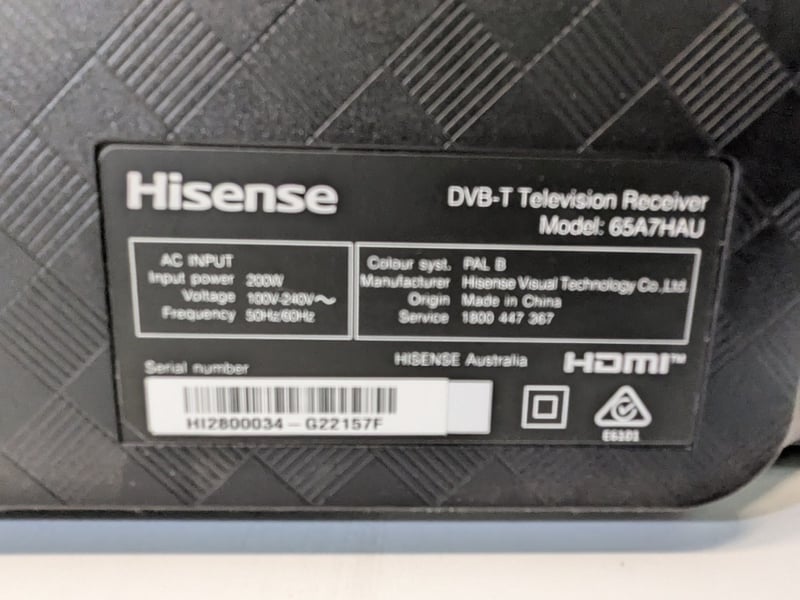 Hisense
DVB-T Television Receiver
Model: 65A7HAU
AC INPUT
Input power 200W
Voltage 100V-240V～
Frequency 50Hz/60Hz
Colour syst. PAL B
Manufacturer Hisense Visual Technology Co.,Ltd.
Origin Made in China
Service 1800 447 367
Serial number
HISENSE Australia
HDMI™
HI2800034-G22157F
E6101